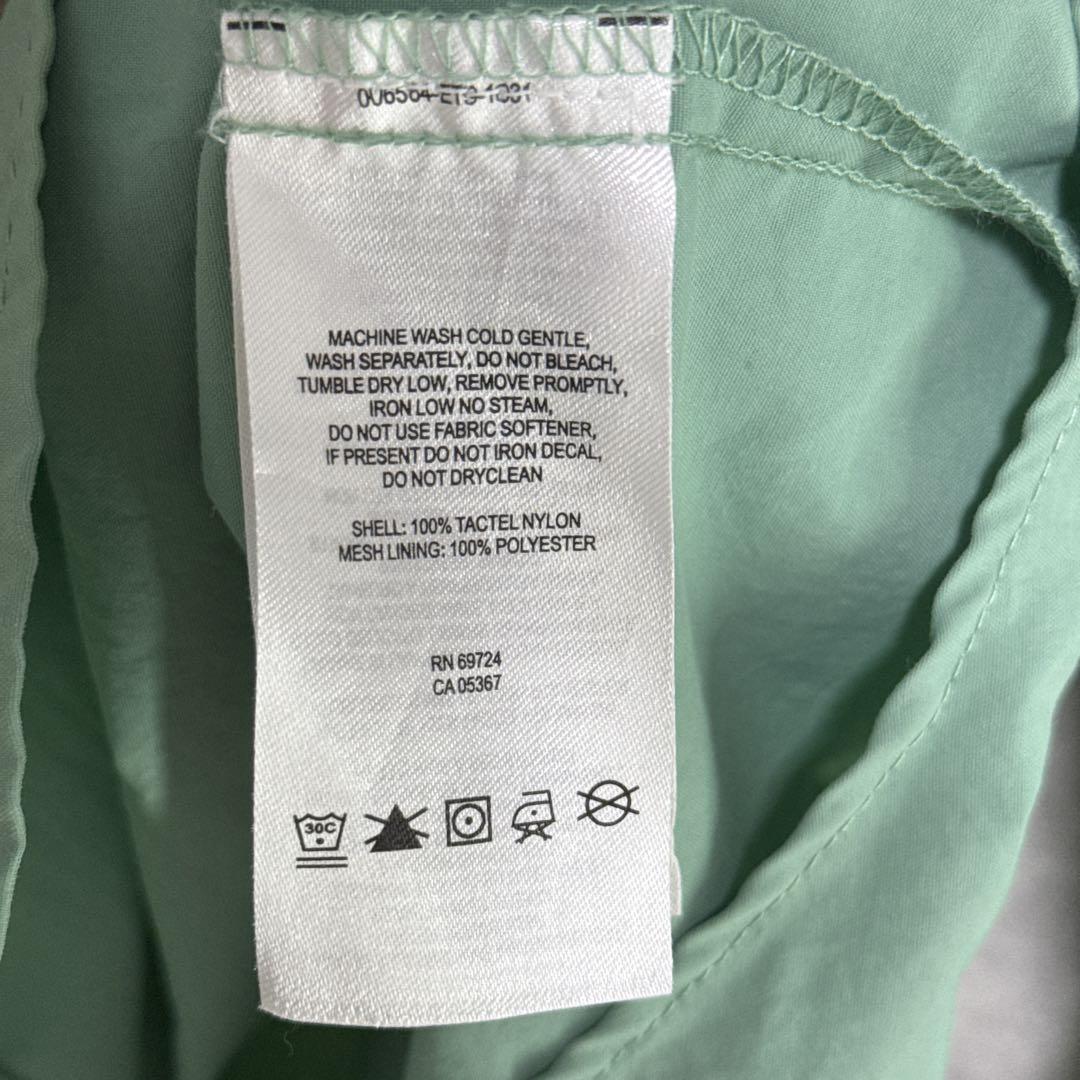 MACHINE WASH COLD GENTLE,
WASH SEPARATELY, DO NOT BLEACH,
TUMBLE DRY LOW, REMOVE PROMPTLY,
IRON LOW NO STEAM,
DO NOT USE FABRIC SOFTENER,
IF PRESENT DO NOT IRON DECAL,
DO NOT DRYCLEAN
SHELL: 100% TACTEL NYLON
MESH LINING: 100% POLYESTER
RN 69724
CA 05367
30C